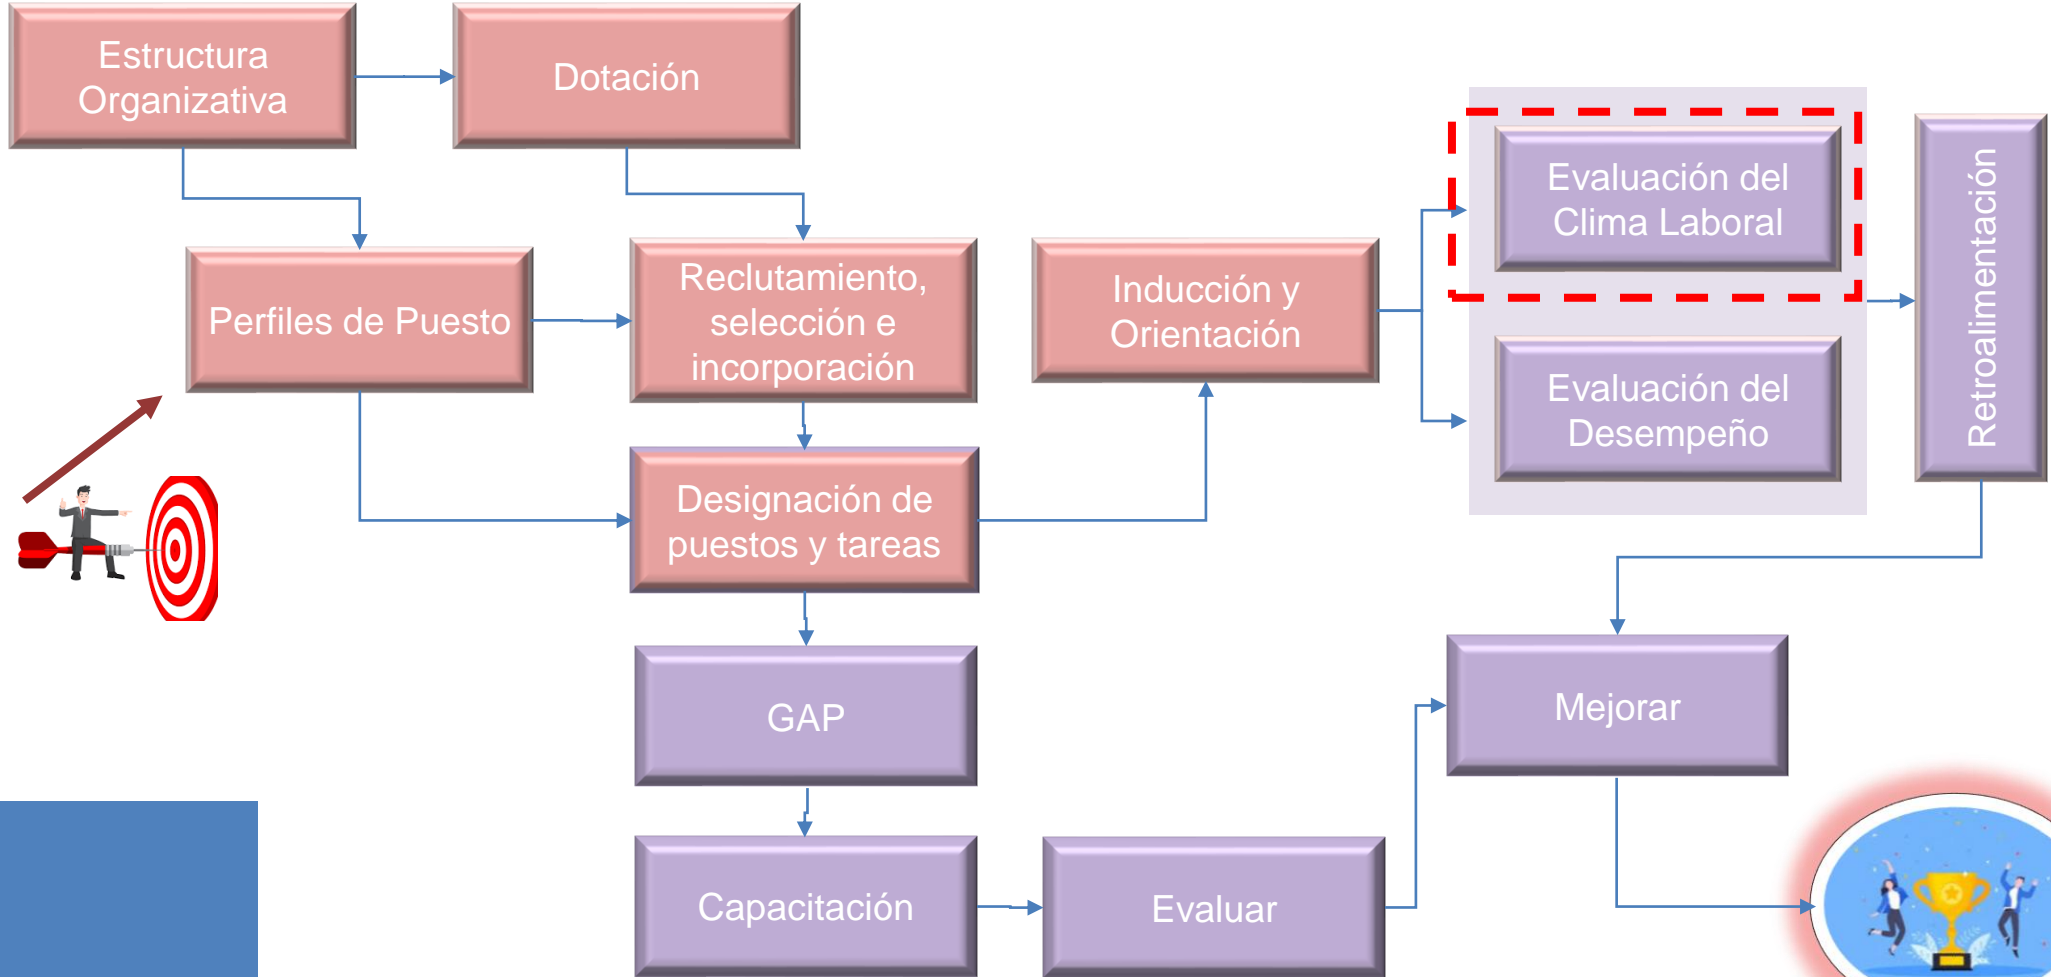 Estructura
Organizativa
Dotación
Perfiles de Puesto
Reclutamiento,
selección e
incorporación
Designación de
puestos y tareas
Inducción y
Orientación
Evaluación del
Clima Laboral
Evaluación del
Desempeño
Retroalimentación
GAP
Mejorar
Capacitación
Evaluar